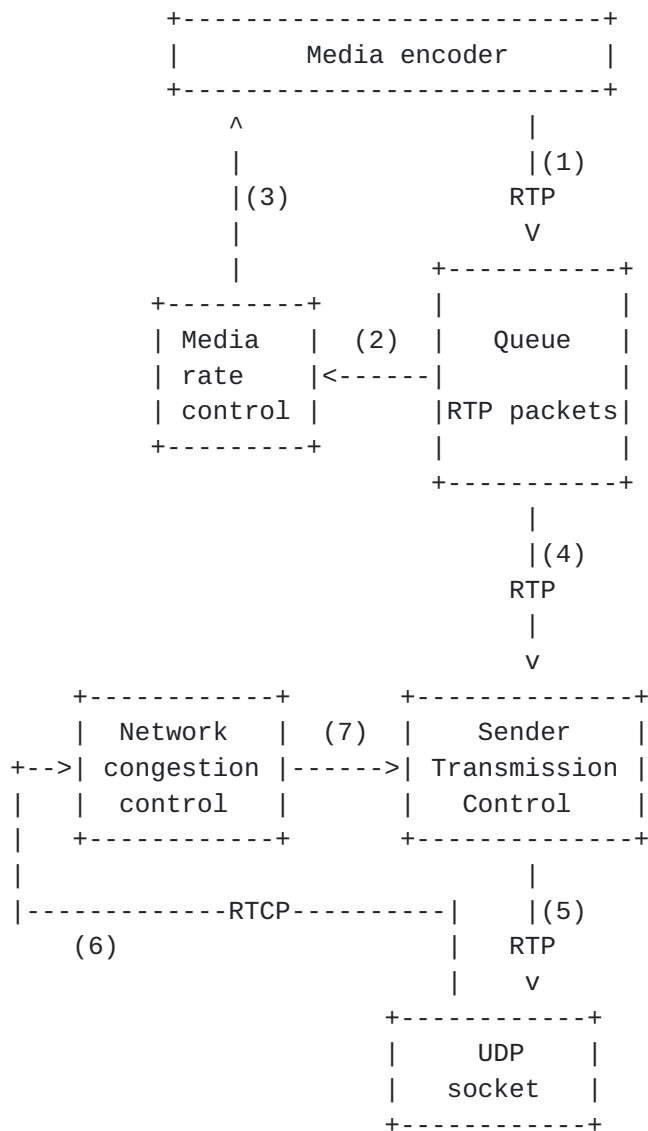 +---------------------------+
|        Media encoder      |
+---------------------------+
    ^                  |
    |                  |(1)
    |(3)              RTP
    |                  V
    |            +-----------+
+---------+       |           |
| Media   |  (2)  |   Queue   |
| rate    |<------|           |
| control |       |RTP packets|
+---------+       |           |
+-----------+
|
|(4)
RTP
|
v
+------------+       +--------------+
|  Network   |  (7)  |    Sender    |
+-->| congestion |------>| Transmission |
|   |  control   |       |   Control    |
|   +------------+       +--------------+
|                                |
|-------------RTCP----------|    |(5)
(6)                      |   RTP
|    v
+------------+
|     UDP    |
|   socket   |
+------------+